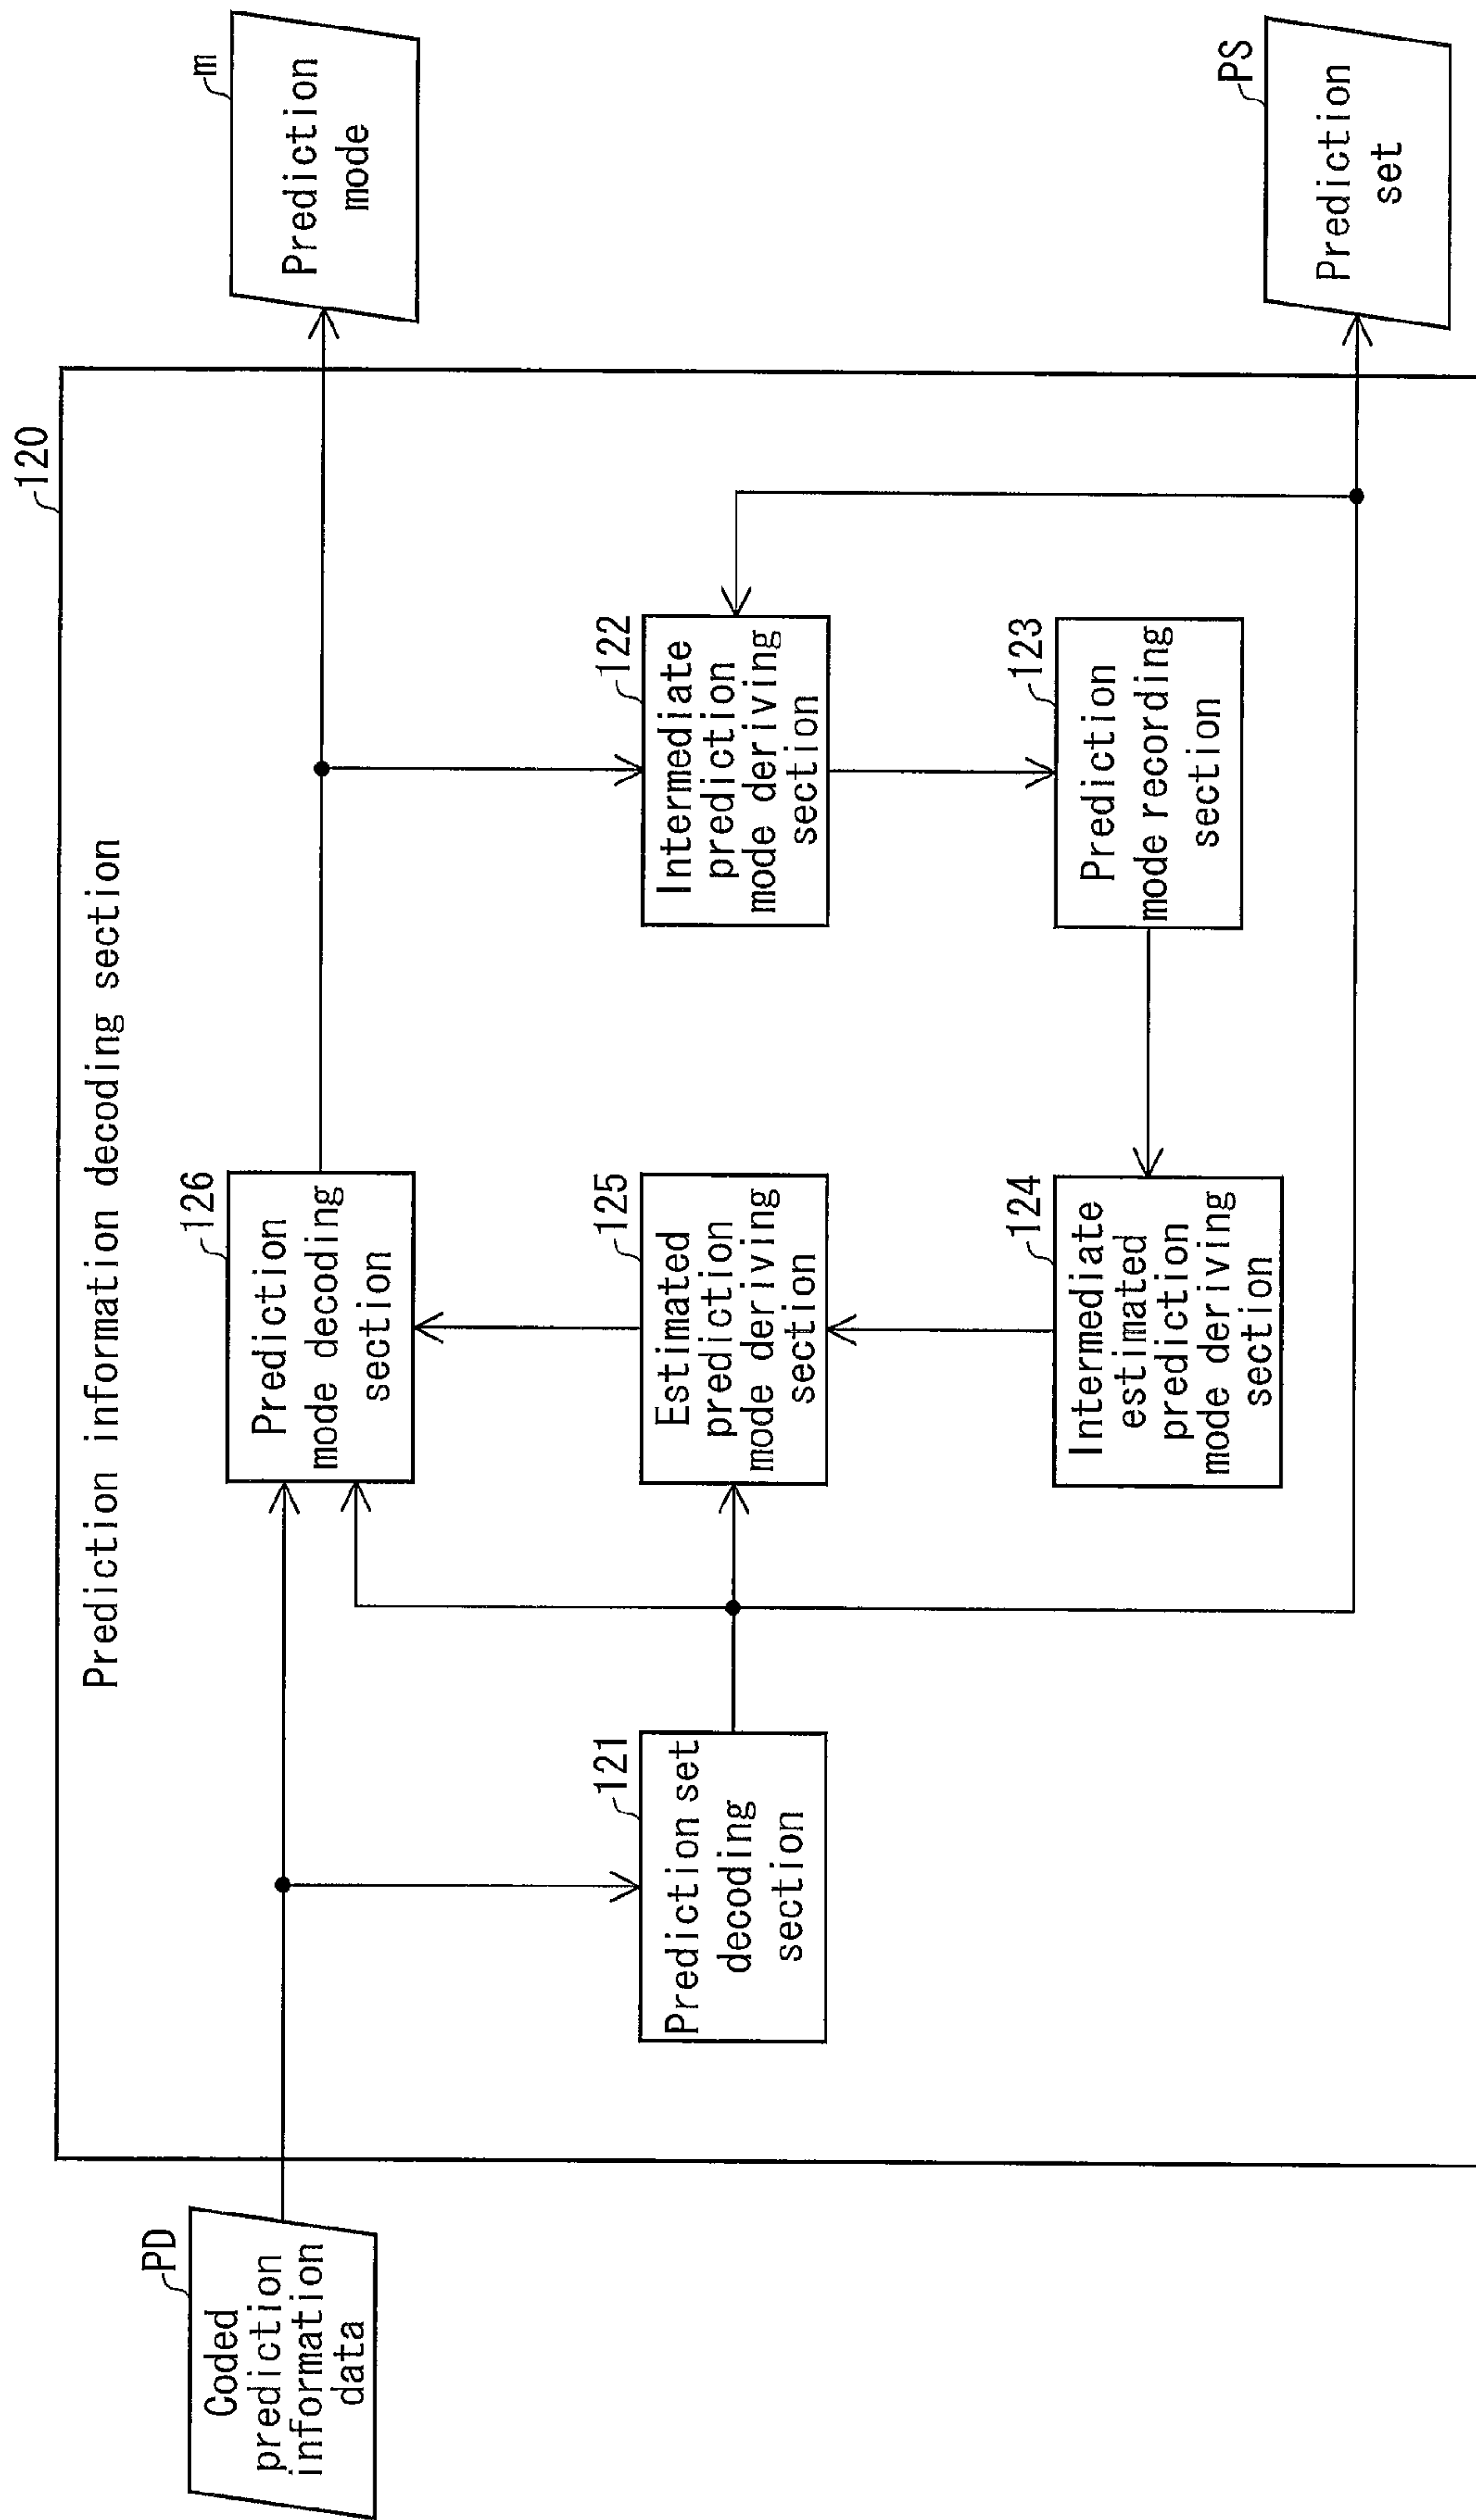 120
Prediction information decoding section
PD
Coded
prediction
information
data
126
Prediction
mode decoding
section
m
Prediction
mode
121
Prediction set
decoding
section
125
Estimated
prediction
mode deriving
section
122
Intermediate
prediction
mode deriving
section
124
Intermediate
estimated
prediction
mode deriving
section
123
Prediction
mode recording
section
PS
Prediction
set